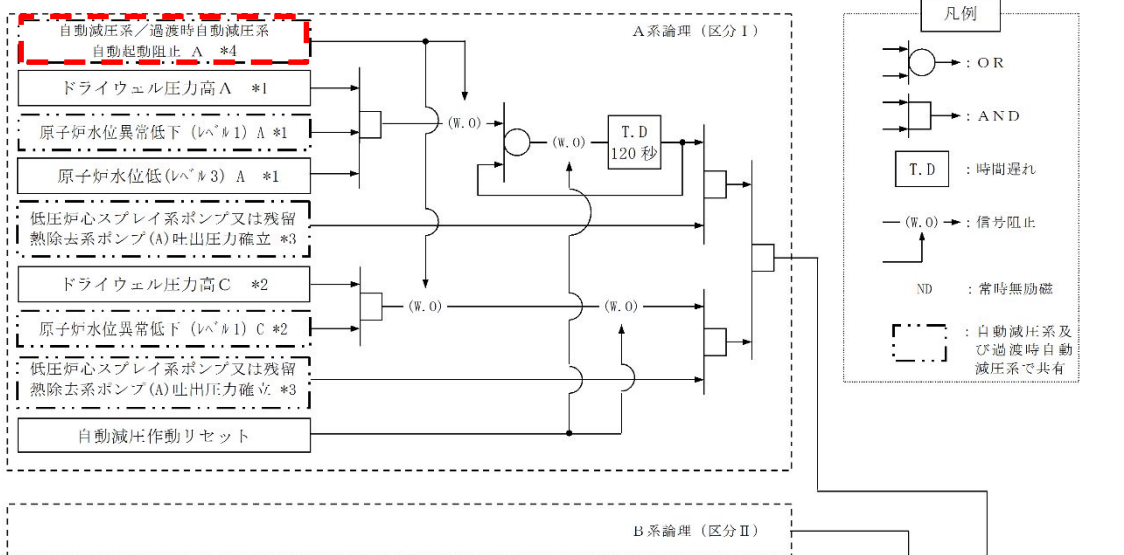 自動減圧系/過渡時自動減圧系
自動起動阻止 A *4
ドライウェル圧力高A *1
原子炉水位異常低下(ﾚﾍﾞﾙ1) A *1
原子炉水位低(ﾚﾍﾞﾙ3) A *1
低圧炉心スプレイ系ポンプ又は残留
熱除去系ポンプ(A)吐出圧力確立 *3
ドライウェル圧力高C *2
原子炉水位異常低下(ﾚﾍﾞﾙ1) C *2
低圧炉心スプレイ系ポンプ又は残留
熱除去系ポンプ(A)吐出圧力確立 *3
自動減圧作動リセット
A系論理(区分Ⅰ)
(W.O)
(W.O)
T.D
120秒
(W.O)
(W.O)
B系論理(区分Ⅱ)
凡例
:OR
:AND
T.D
:時間遅れ
(W.O)
:信号阻止
ND
:常時無励磁
:自動減圧系及
び過渡時自動
減圧系で共有